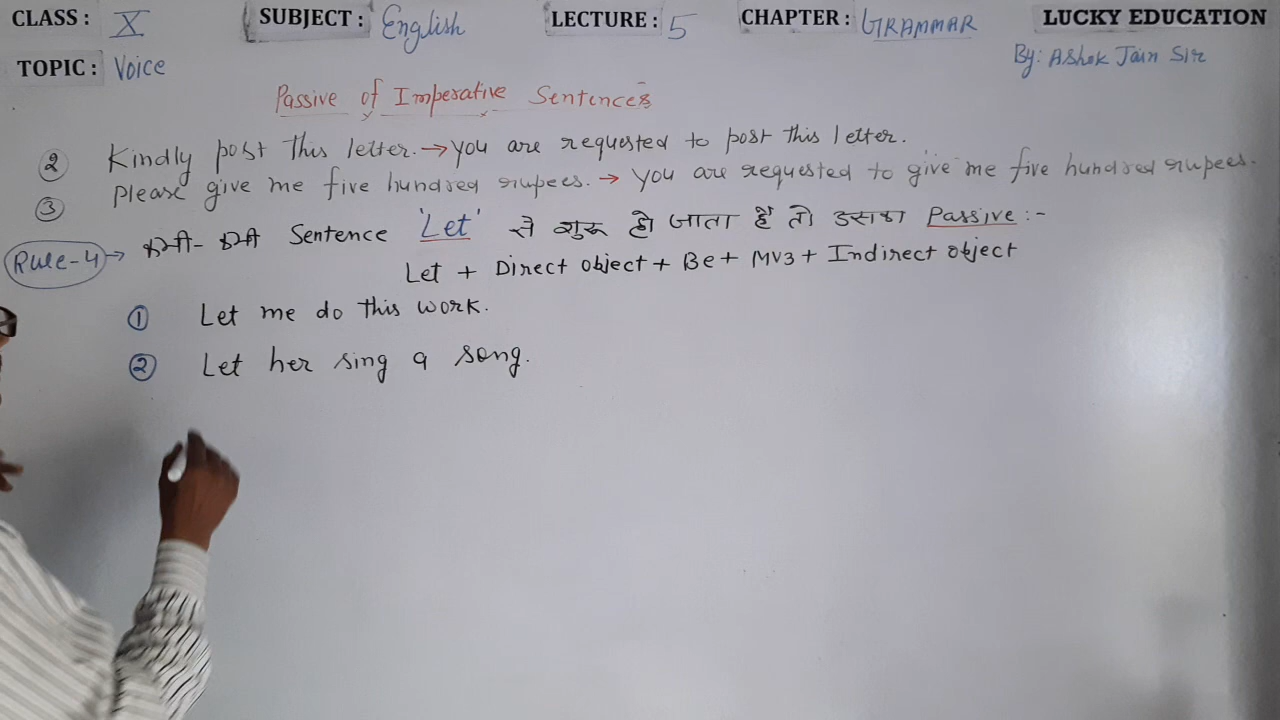 CLASS : X SUBJECT : English LECTURE : 5 CHAPTER : GRAMMAR LUCKY EDUCATION
TOPIC : Voice By: Ashok Jain Sir
Passive of Imperative Sentences
② Kindly post this letter. → You are requested to post this letter.
③ Please give me five hundred rupees. → You are requested to give me five hundred rupees.
Rule-4 → कभी-कभी Sentence 'Let' से शुरू हो जाता है तो उसका Passive :-
Let + Direct object + Be + MV3 + Indirect object
① Let me do this work.
② Let her sing a song.